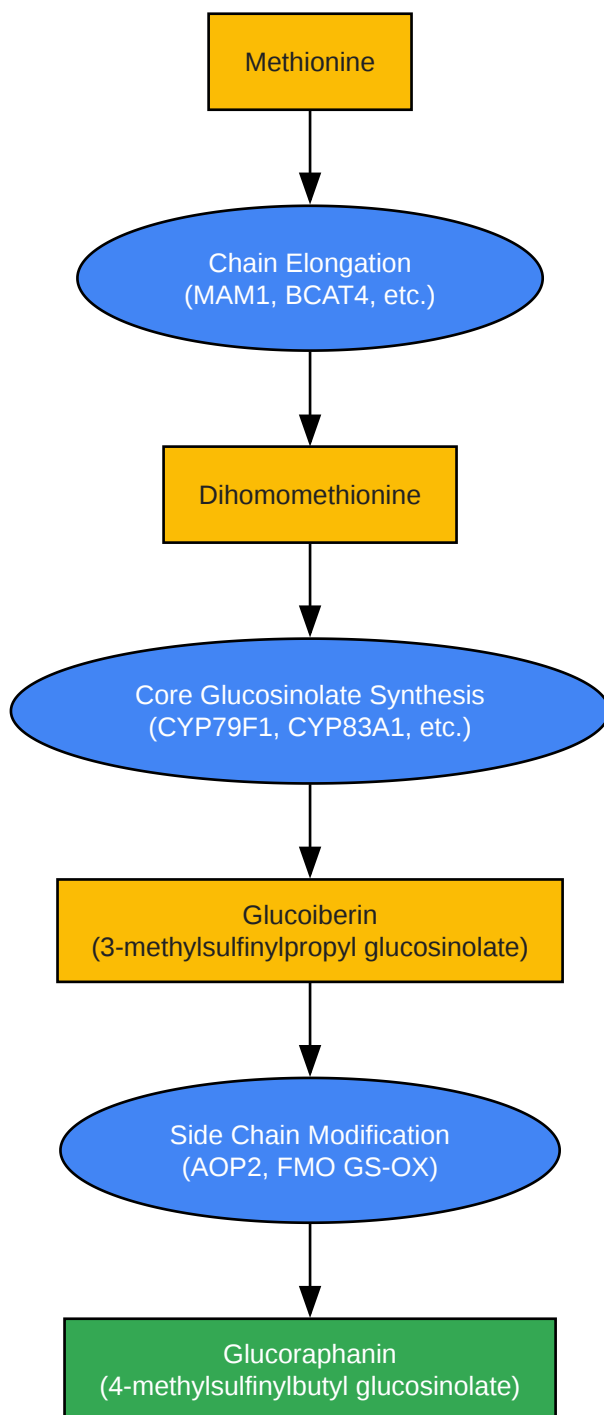 Methionine
Chain Elongation
(MAM1, BCAT4, etc.)
Dihomomethionine
Core Glucosinolate Synthesis
(CYP79F1, CYP83A1, etc.)
Glucoiberin
(3-methylsulfinylpropyl glucosinolate)
Side Chain Modification
(AOP2, FMO GS-OX)
Glucoraphanin
(4-methylsulfinylbutyl glucosinolate)